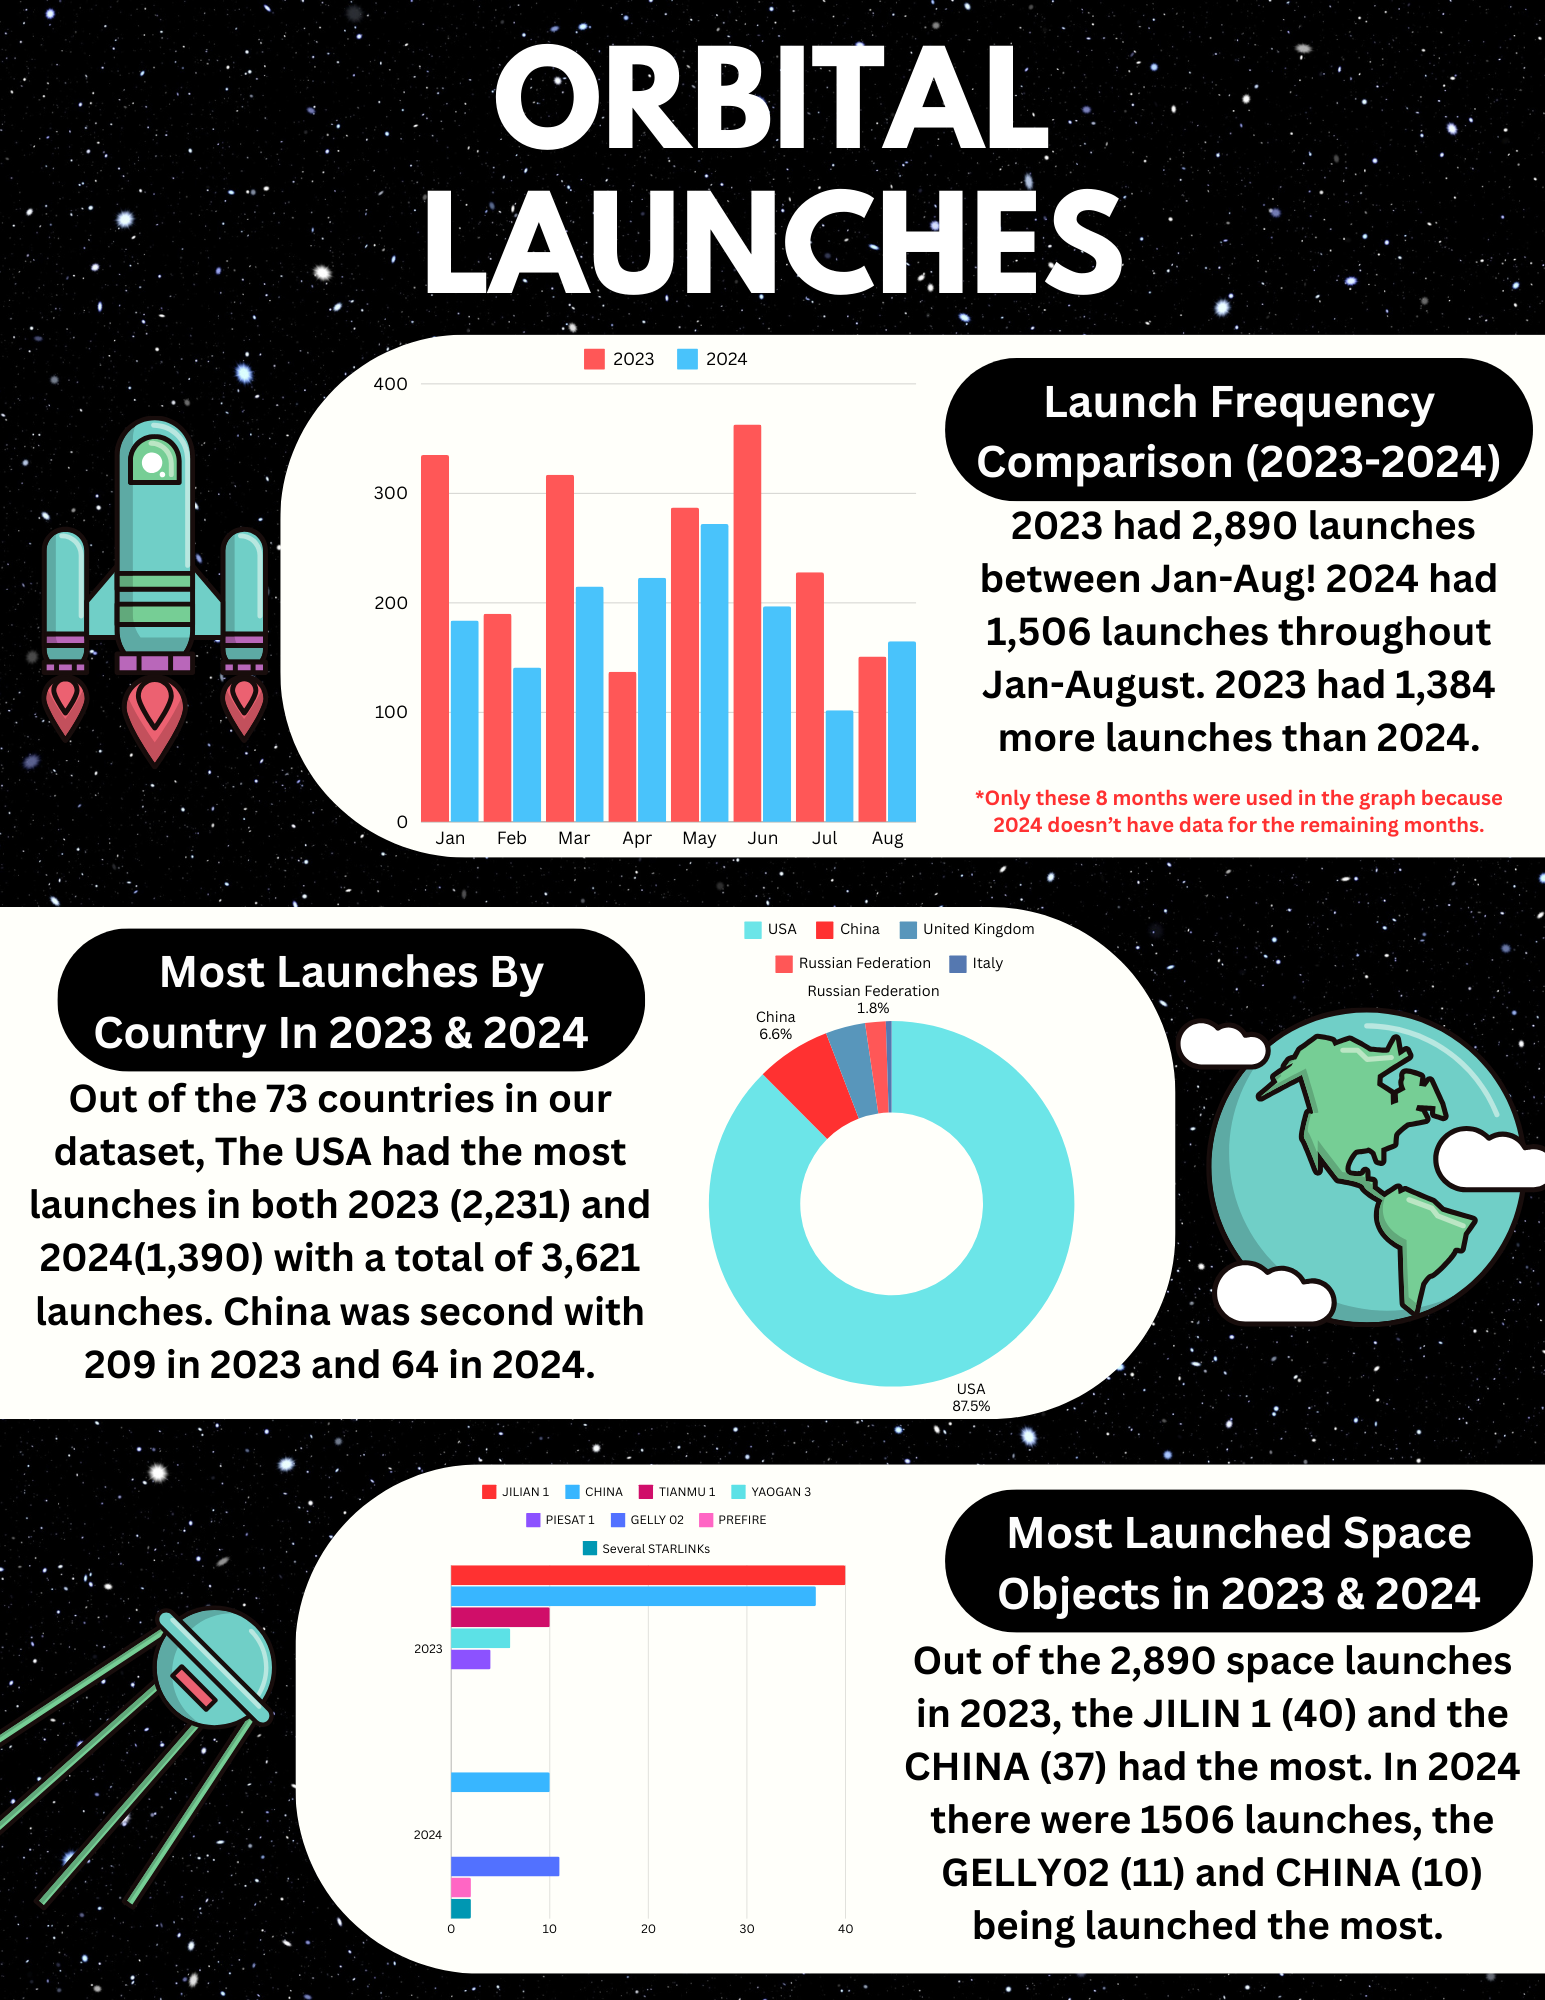 ORBITAL
LAUNCHES
2023 2024
400
300
200
100
0
Jan Feb Mar Apr May Jun Jul Aug
Launch Frequency
Comparison (2023-2024)
2023 had 2,890 launches
between Jan-Aug! 2024 had
1,506 launches throughout
Jan-August. 2023 had 1,384
more launches than 2024.
*Only these 8 months were used in the graph because
2024 doesn’t have data for the remaining months.
Most Launches By
Country In 2023 & 2024
Out of the 73 countries in our
dataset, The USA had the most
launches in both 2023 (2,231) and
2024(1,390) with a total of 3,621
launches. China was second with
209 in 2023 and 64 in 2024.
USA China United Kingdom
Russian Federation Italy
Russian Federation
1.8%
China
6.6%
USA
87.5%
JILIAN 1 CHINA TIANMU 1 YAOGAN 3
PIESAT 1 GELLY 02 PREFIRE
Several STARLINKs
2023
2024
0 10 20 30 40
Most Launched Space
Objects in 2023 & 2024
Out of the 2,890 space launches
in 2023, the JILIN 1 (40) and the
CHINA (37) had the most. In 2024
there were 1506 launches, the
GELLY02 (11) and CHINA (10)
being launched the most.